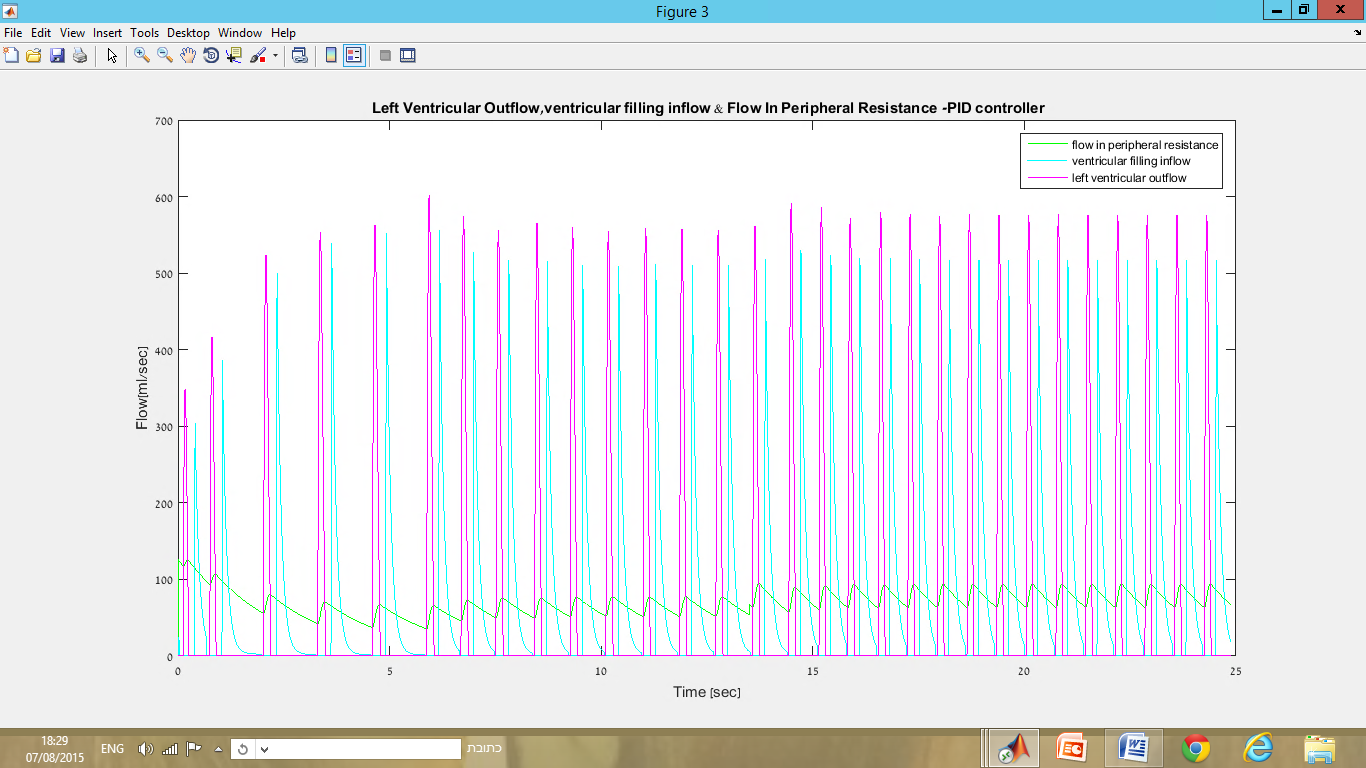 Figure 3
File Edit View Insert Tools Desktop Window Help
Left Ventricular Outflow,ventricular filling inflow & Flow In Peripheral Resistance -PID controller
flow in peripheral resistance
ventricular filling inflow
left ventricular outflow
Flow[ml/sec]
700
600
500
400
300
200
100
0
0 5 10 15 20 25
Time [sec]
18:29
07/08/2015
ENG
כתובת